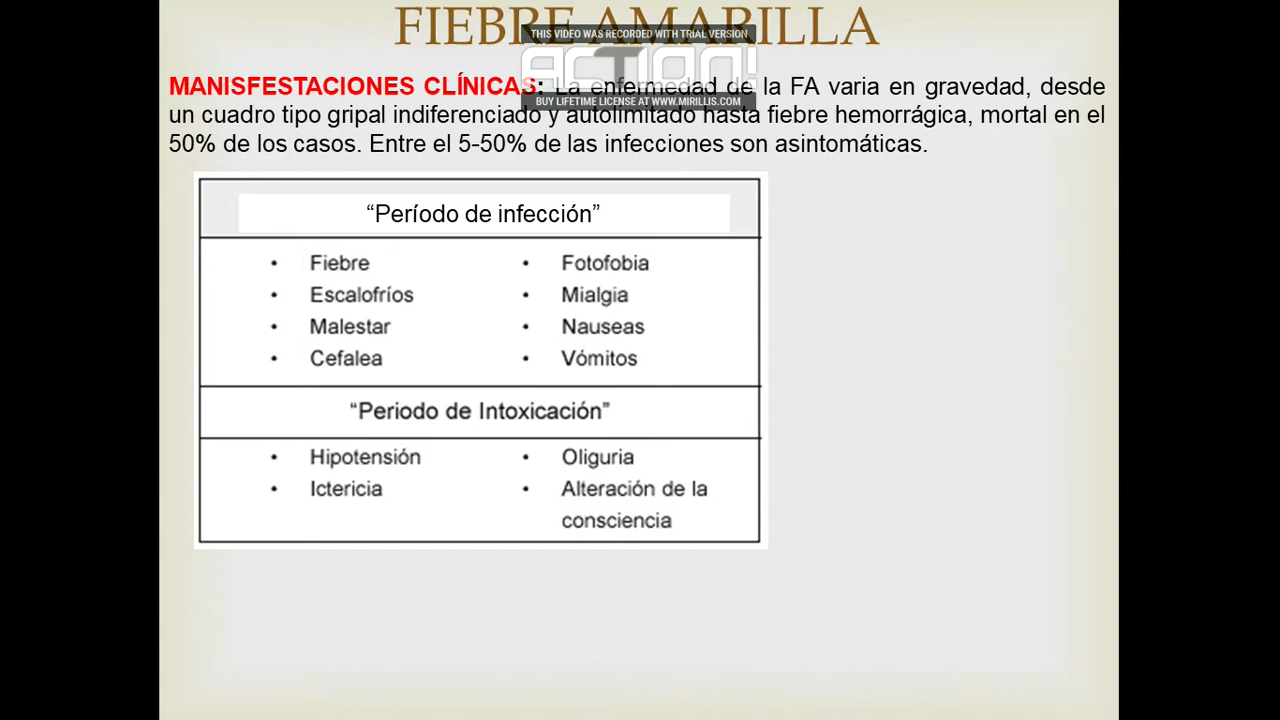 FIEBRE AMARILLA
THIS VIDEO WAS RECORDED WITH TRIAL VERSION
ACTION!
BUY LIFETIME LICENSE AT WWW.MIRILLIS.COM
MANISFESTACIONES CLÍNICAS: La enfermedad de la FA varia en gravedad, desde
un cuadro tipo gripal indiferenciado y autolimitado hasta fiebre hemorrágica, mortal en el
50% de los casos. Entre el 5-50% de las infecciones son asintomáticas.
“Período de infección”
• Fiebre • Fotofobia
• Escalofríos • Mialgia
• Malestar • Nauseas
• Cefalea • Vómitos
“Periodo de Intoxicación”
• Hipotensión • Oliguria
• Ictericia • Alteración de la
consciencia